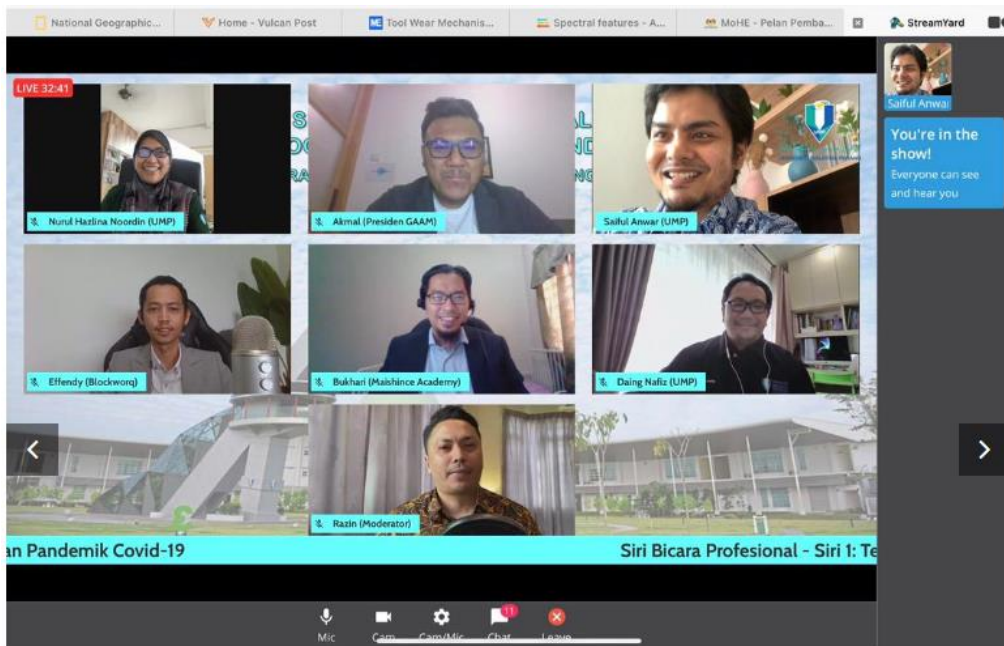 National Geographic...
Home - Vulcan Post
Tool Wear Mechanis...
Spectral features - A...
MoHE - Pelan Pemba...
StreamYard
LIVE 32:41
Nurul Hazlina Noordin (UMP)
Akmal (Presiden GAAM)
Saiful Anwar (UMP)
Saiful Anwar
You're in the
show!
Everyone can see
and hear you
Effendy (Blockworq)
Bukhari (Maishince Academy)
Daing Nafiz (UMP)
Razin (Moderator)
an Pandemik Covid-19
Siri Bicara Profesional - Siri 1: Te
11
Mic
Cam
Cam/Mic
Chat
Leave